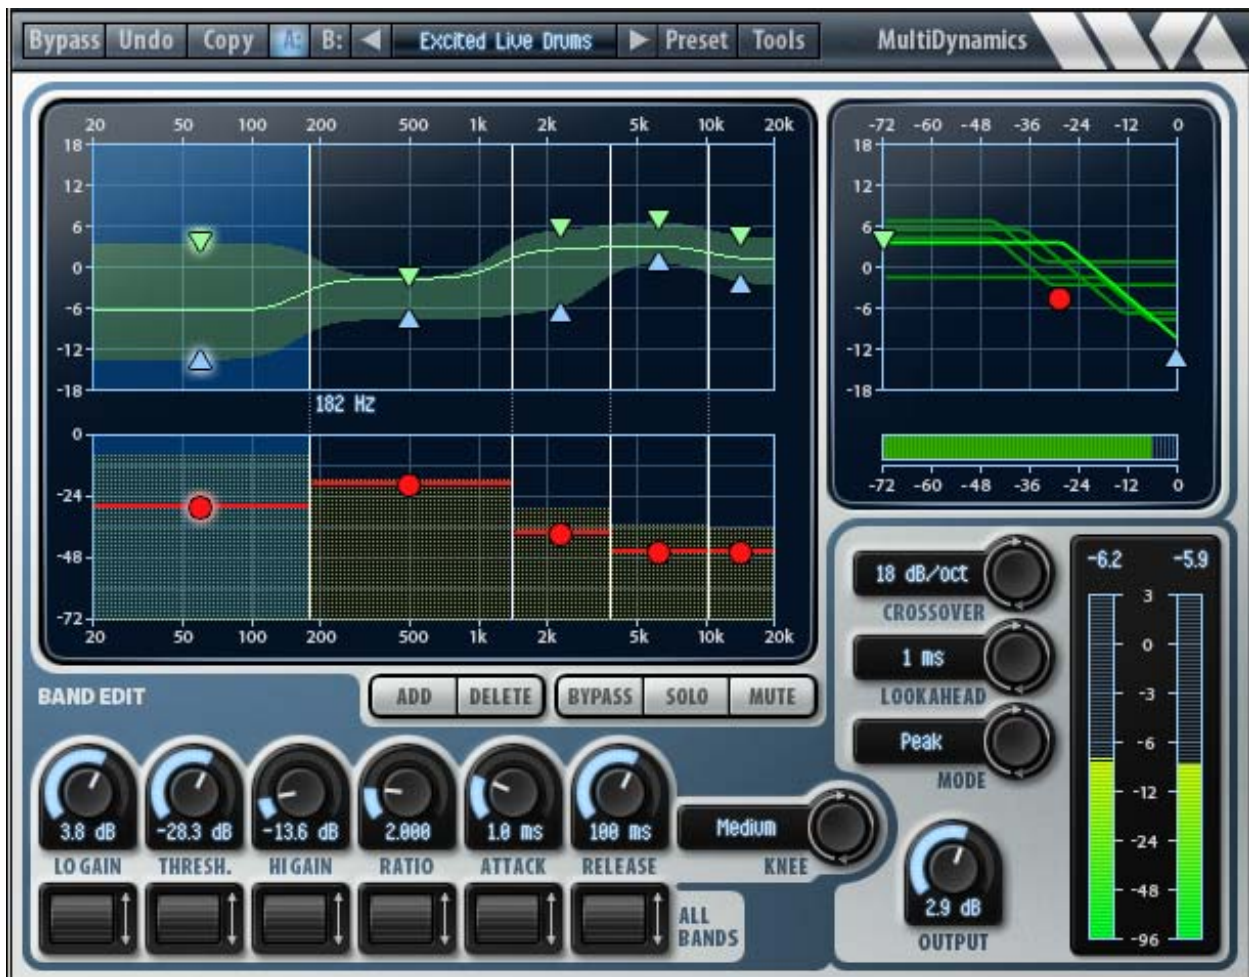 Bypass Undo Copy A: B: Excited Live Drums Preset Tools MultiDynamics
20 50 100 200 500 1k 2k 5k 10k 20k
18
12
6
0
-6
-12
-18
182 Hz
0
-24
-48
-72
20 50 100 200 500 1k 2k 5k 10k 20k
-72 -60 -48 -36 -24 -12 0
18
12
6
0
-6
-12
-18
-72 -60 -48 -36 -24 -12 0
BAND EDIT
ADD DELETE BYPASS SOLO MUTE
3.8 dB -28.3 dB -13.6 dB 2.000 1.0 ms 100 ms
LO GAIN THRESH. HI GAIN RATIO ATTACK RELEASE
Medium
KNEE
ALL
BANDS
18 dB/oct
CROSSOVER
1 ms
LOOKAHEAD
Peak
MODE
2.9 dB
OUTPUT
-6.2 -5.9
3
0
-3
-6
-12
-24
-48
-96